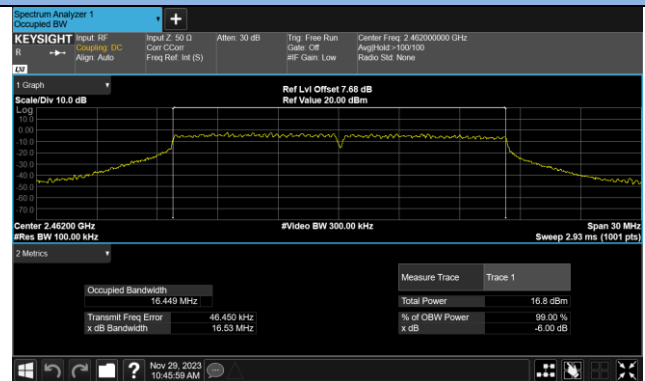 Spectrum Analyzer 1
Occupied BW
+
KEYSIGHT Input: RF Input Z: 50 Ω Atten: 30 dB Trig: Free Run Center Freq: 2.462000000 GHz
R Coupling: DC Corr CCorr Gate: Off Avg|Hold:>100/100
Align: Auto Freq Ref: Int (S) #IF Gain: Low Radio Std: None
LXI
1 Graph Ref Lvl Offset 7.68 dB
Scale/Div 10.0 dB Ref Value 20.00 dBm
Log
10.0
0.00
-10.0
-20.0
-30.0
-40.0
-50.0
-60.0
-70.0
Center 2.46200 GHz #Video BW 300.00 kHz Span 30 MHz
#Res BW 100.00 kHz Sweep 2.93 ms (1001 pts)
2 Metrics
Measure Trace Trace 1
Occupied Bandwidth
16.449 MHz Total Power 16.8 dBm
Transmit Freq Error 46.450 kHz % of OBW Power 99.00 %
x dB Bandwidth 16.53 MHz x dB -6.00 dB
? Nov 29, 2023
10:45:59 AM